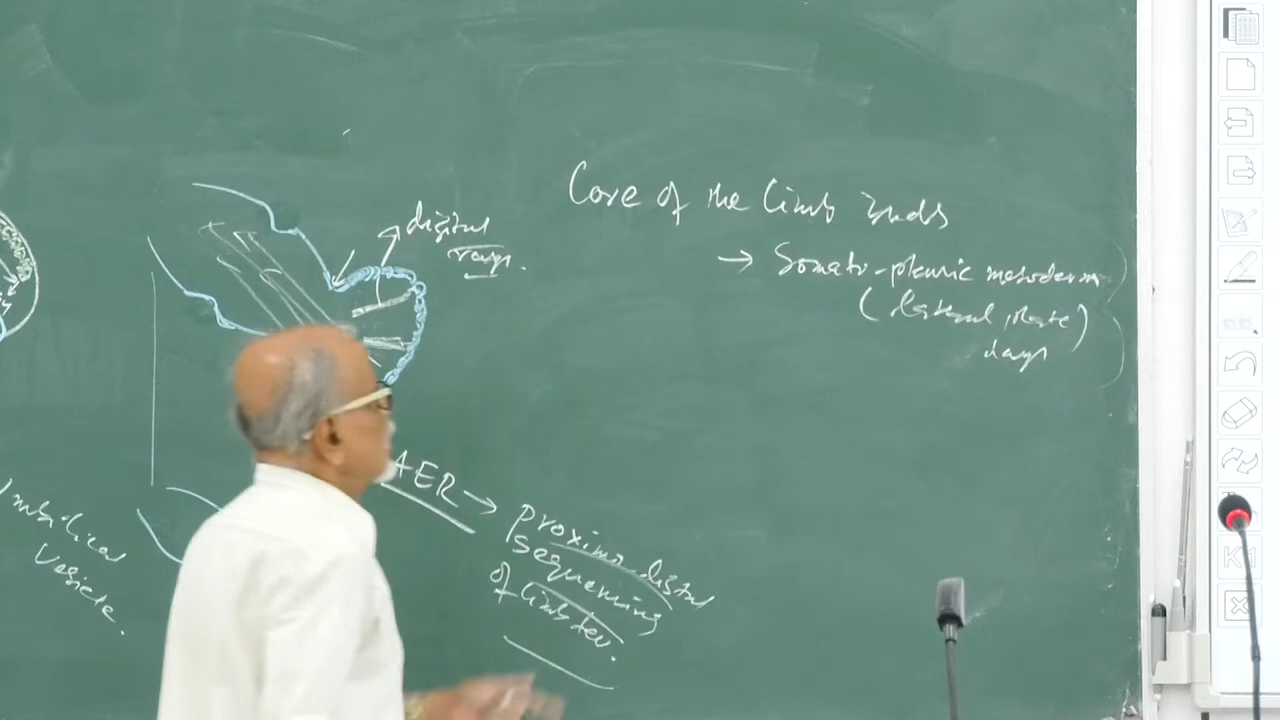 Core of the limb buds
→ Somato-pleuric mesoderm
(lateral plate)
days
digital
rays.
AER → proximo-distal
sequencing
of limb dev.
Umbilical
vesicle.